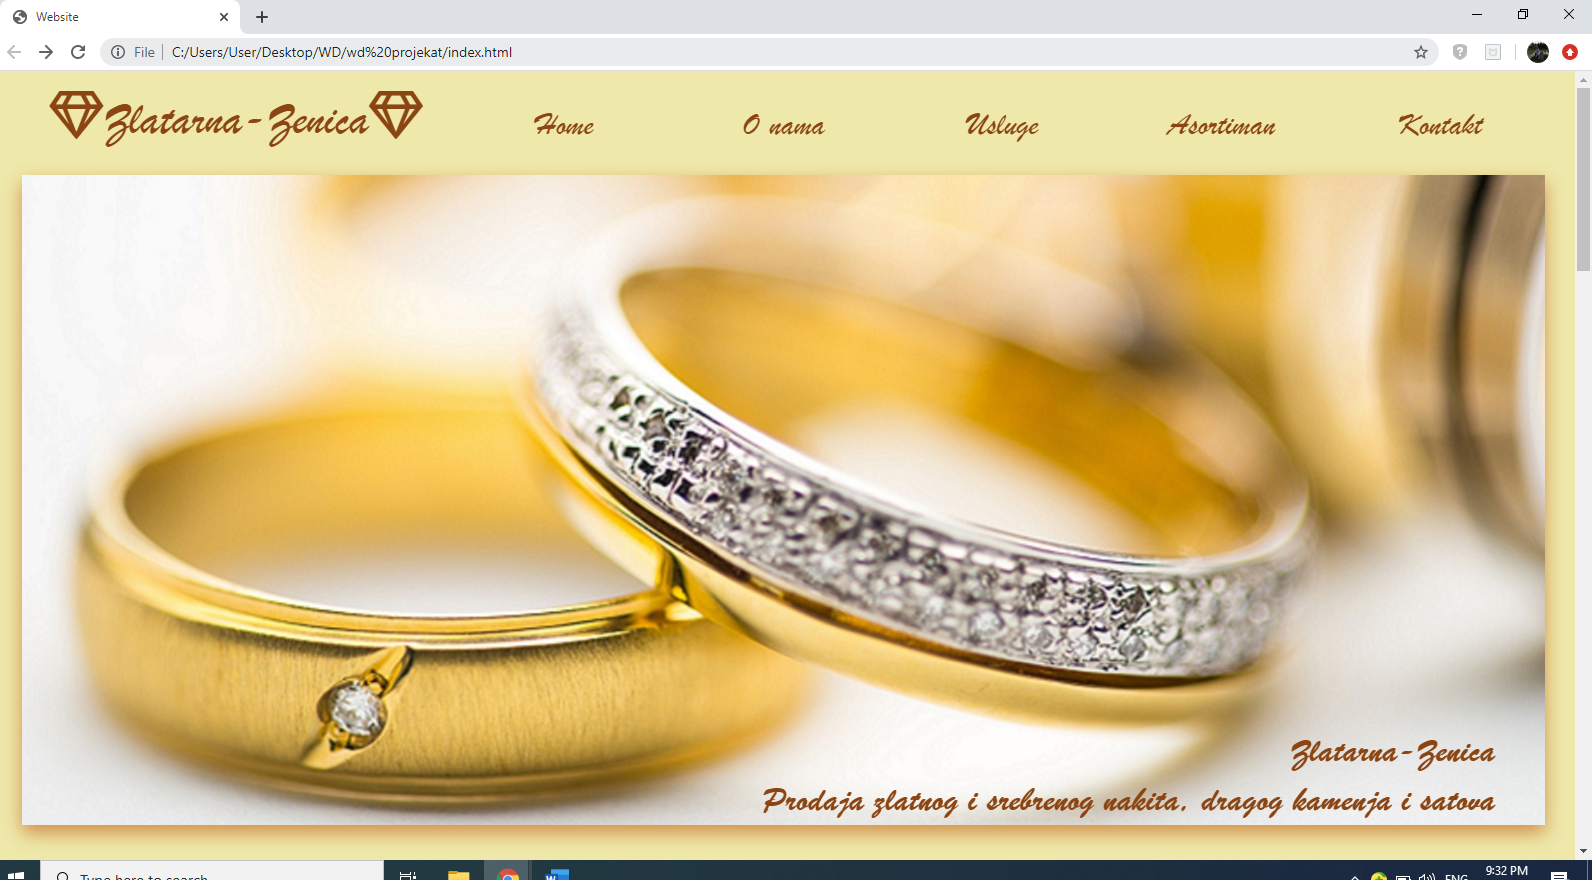 Website
File
C:/Users/User/Desktop/WD/wd%20projekat/index.html
Zlatarna-Zenica
Home
O nama
Usluge
Asortiman
Kontakt
Zlatarna-Zenica
Prodaja zlatnog i srebrenog nakita, dragog kamenja i satova
Type here to search
ENG
9:32 PM